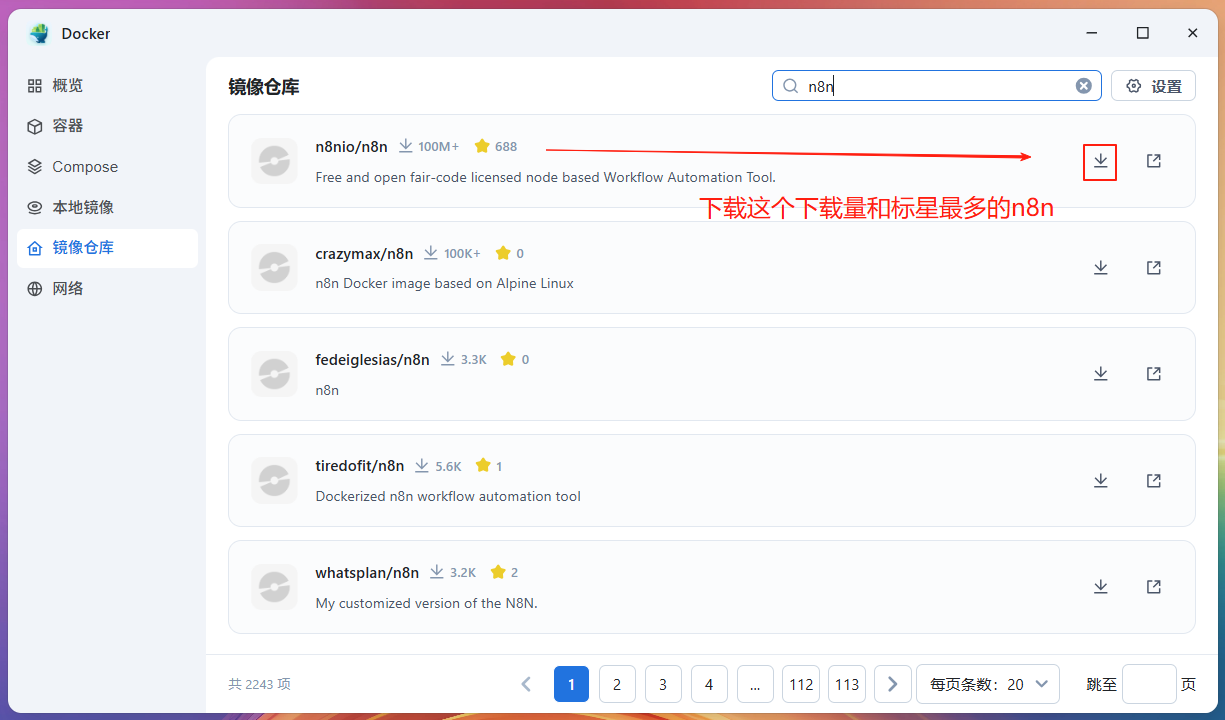 Docker
概览
容器
Compose
本地镜像
镜像仓库
网络
镜像仓库
n8n
设置
n8nio/n8n 100M+ 688
Free and open fair-code licensed node based Workflow Automation Tool.
下载这个下载量和标星最多的n8n
crazymax/n8n 100K+ 0
n8n Docker image based on Alpine Linux
fedeiglesias/n8n 3.3K 0
n8n
tiredofit/n8n 5.6K 1
Dockerized n8n workflow automation tool
whatsplan/n8n 3.2K 2
My customized version of the N8N.
共 2243 项
1 2 3 4 ... 112 113 每页条数: 20 跳至 页